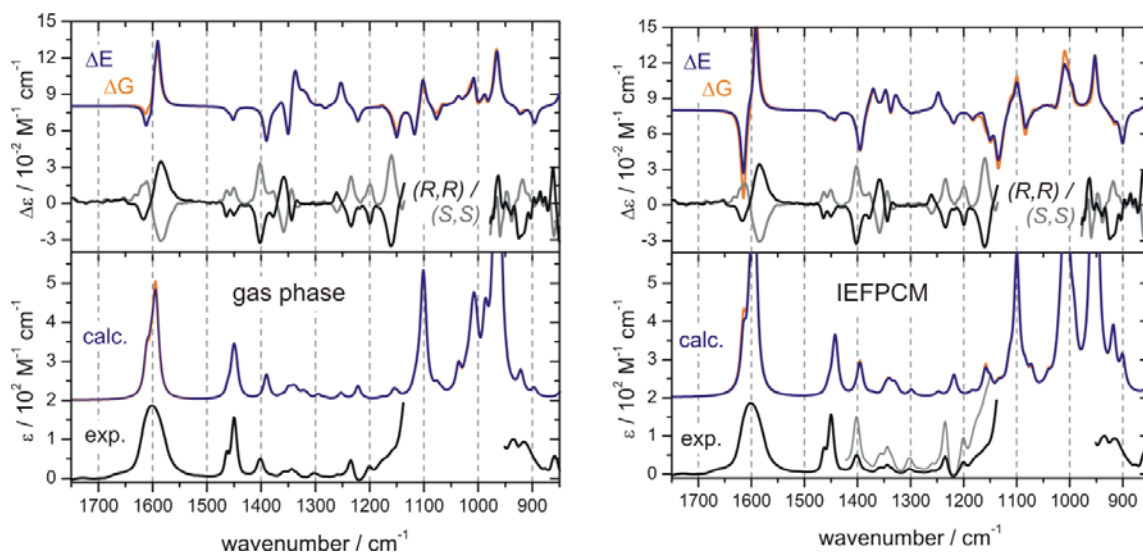 15
12
9
6
3
0
-3
Δε / 10⁻² M⁻¹ cm⁻¹
ΔE
ΔG
(R,R) /
(S,S)
5
4
3
2
1
0
ε / 10² M⁻¹ cm⁻¹
gas phase
calc.
exp.
1700 1600 1500 1400 1300 1200 1100 1000 900
wavenumber / cm⁻¹
15
12
9
6
3
0
-3
Δε / 10⁻² M⁻¹ cm⁻¹
ΔE
ΔG
(R,R) /
(S,S)
5
4
3
2
1
0
ε / 10² M⁻¹ cm⁻¹
IEFPCM
calc.
exp.
1700 1600 1500 1400 1300 1200 1100 1000 900
wavenumber / cm⁻¹